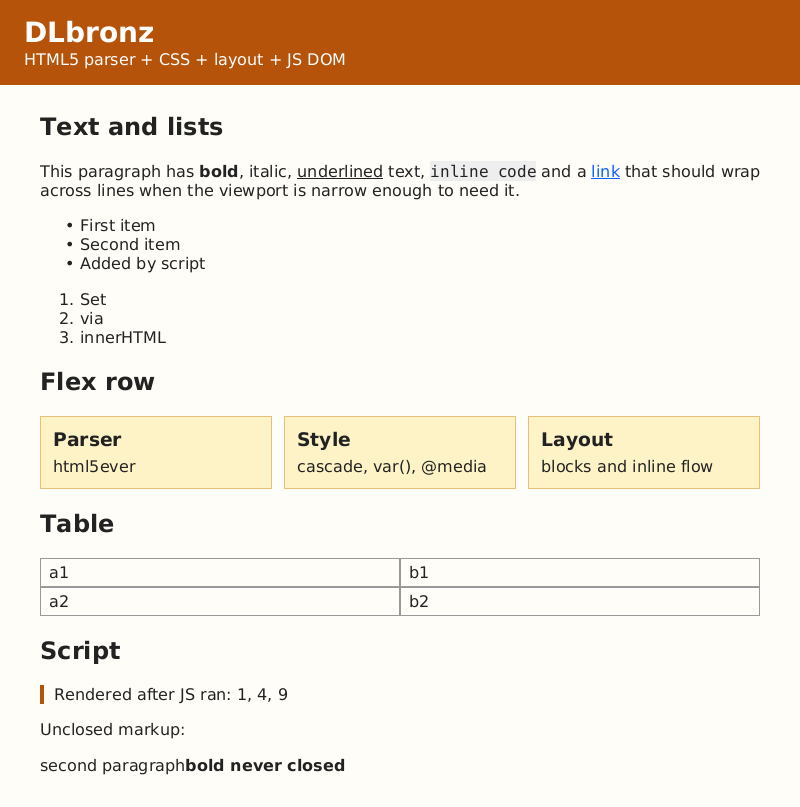 DLbronz
HTML5 parser + CSS + layout + JS DOM
Text and lists
This paragraph has bold, italic, underlined text, inline code and a link that should wrap
across lines when the viewport is narrow enough to need it.
• First item
• Second item
• Added by script
1. Set
2. via
3. innerHTML
Flex row
Parser
html5ever
Style
cascade, var(), @media
Layout
blocks and inline flow
Table
a1 b1
a2 b2
Script
Rendered after JS ran: 1, 4, 9
Unclosed markup:
second paragraphbold never closed